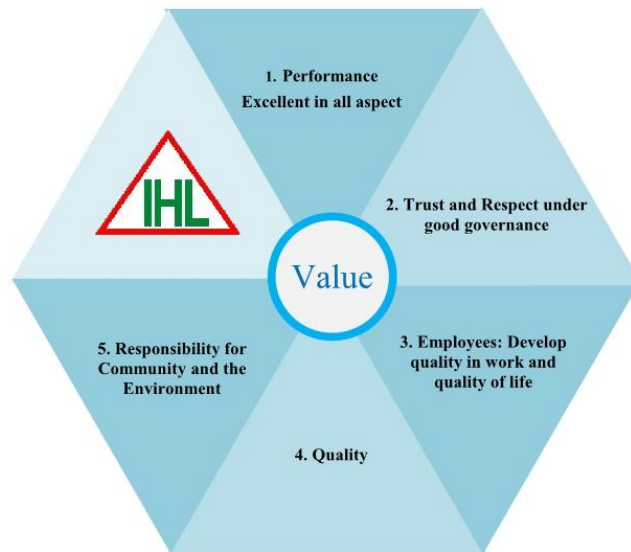 1. Performance
Excellent in all aspect
IHL
2. Trust and Respect under
good governance
Value
3. Employees: Develop
quality in work and
quality of life
5. Responsibility for
Community and the
Environment
4. Quality